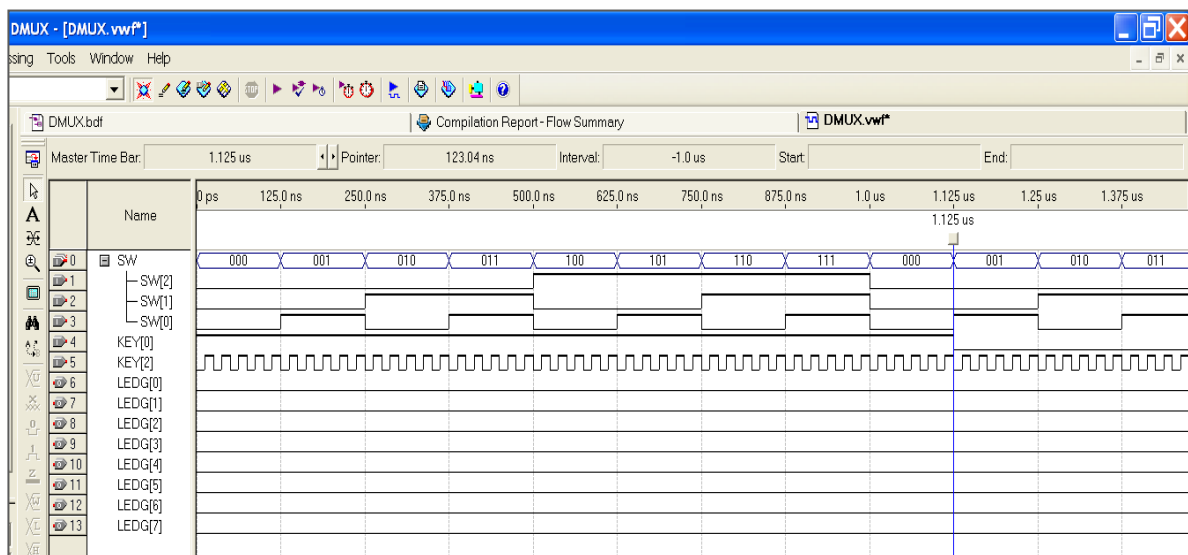 DMUX - [DMUX.vwf*]
ssing Tools Window Help
DMUX.bdf Compilation Report - Flow Summary DMUX.vwf*
Master Time Bar: 1.125 us Pointer: 123.04 ns Interval: -1.0 us Start: End:
Name
0 ps 125.0 ns 250.0 ns 375.0 ns 500.0 ns 625.0 ns 750.0 ns 875.0 ns 1.0 us 1.125 us 1.25 us 1.375 us
1.125 us
0 SW 000 001 010 011 100 101 110 111 000 001 010 011
1 SW[2]
2 SW[1]
3 SW[0]
4 KEY[0]
5 KEY[2]
6 LEDG[0]
7 LEDG[1]
8 LEDG[2]
9 LEDG[3]
10 LEDG[4]
11 LEDG[5]
12 LEDG[6]
13 LEDG[7]